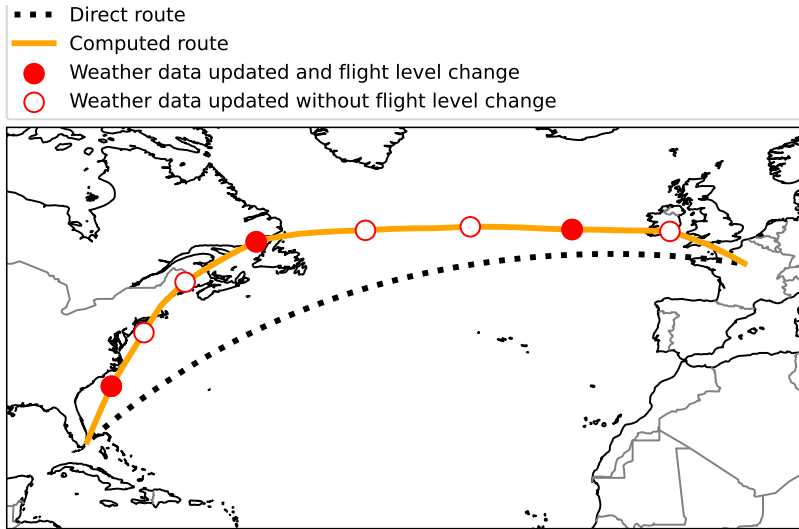 Direct route
Computed route
Weather data updated and flight level change
Weather data updated without flight level change